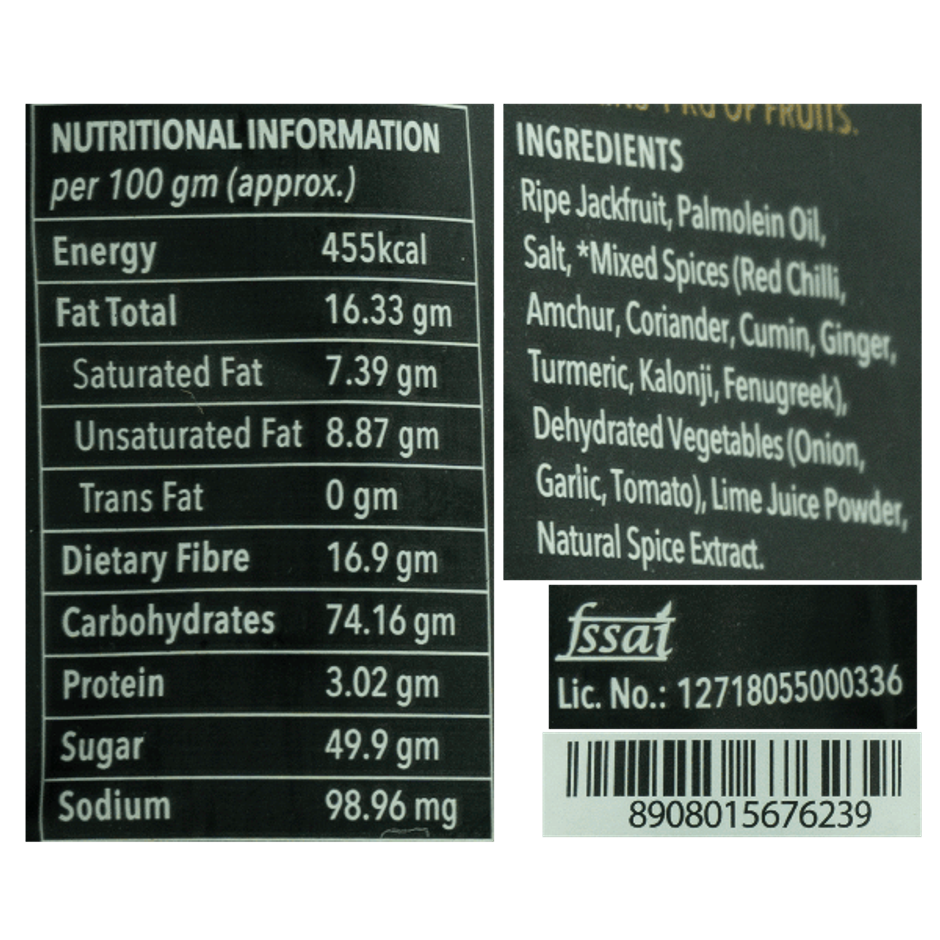 NUTRITIONAL INFORMATION
per 100 gm (approx.)
Energy 455kcal
Fat Total 16.33 gm
Saturated Fat 7.39 gm
Unsaturated Fat 8.87 gm
Trans Fat 0 gm
Dietary Fibre 16.9 gm
Carbohydrates 74.16 gm
Protein 3.02 gm
Sugar 49.9 gm
Sodium 98.96 mg
KG OF FRUITS.
INGREDIENTS
Ripe Jackfruit, Palmolein Oil,
Salt, *Mixed Spices (Red Chilli,
Amchur, Coriander, Cumin, Ginger,
Turmeric, Kalonji, Fenugreek),
Dehydrated Vegetables (Onion,
Garlic, Tomato), Lime Juice Powder,
Natural Spice Extract.
fssai
Lic. No.: 12718055000336
8908015676239